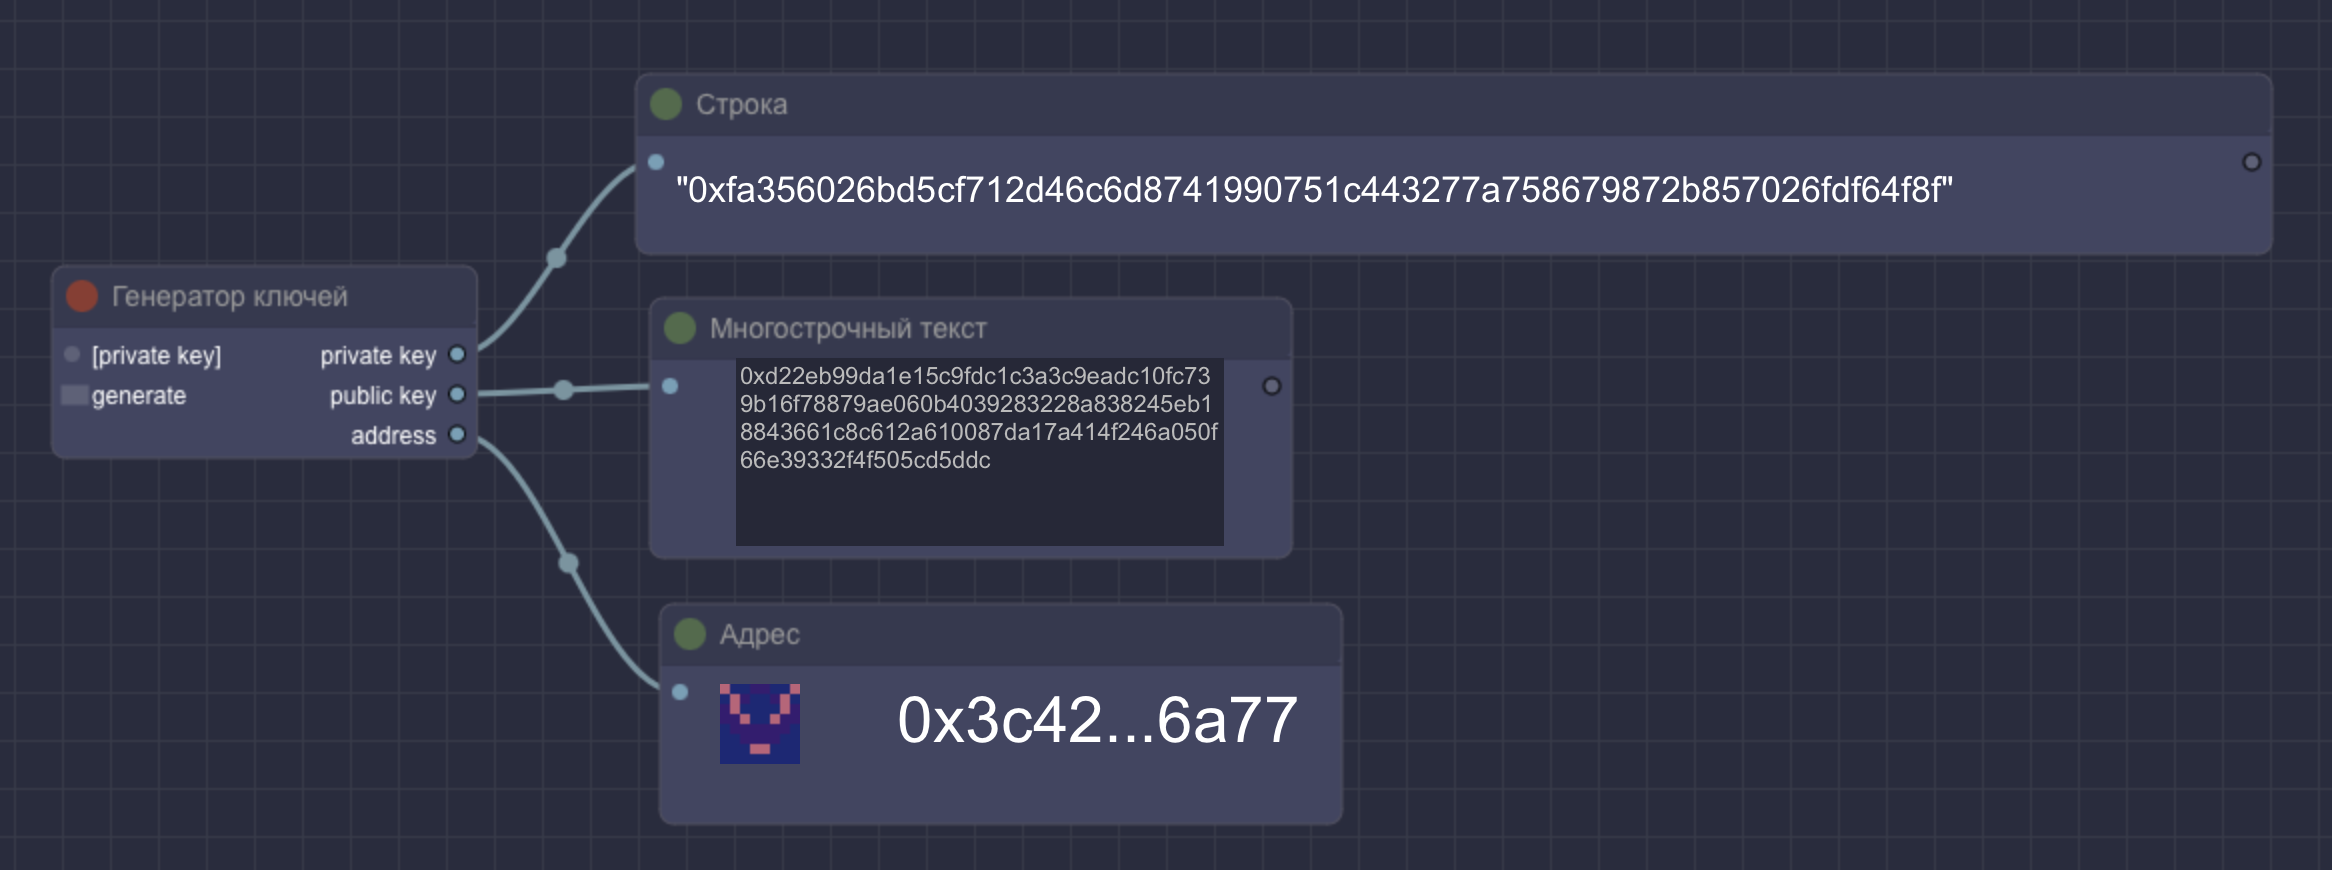 Строка
"0xfa356026bd5cf712d46c6d8741990751c443277a758679872b857026fdf64f8f"
Генератор ключей
[private key] private key
generate public key
address
Многострочный текст
0xd22eb99da1e15c9fdc1c3a3c9eadc10fc73
9b16f78879ae060b4039283228a838245eb1
8843661c8c612a610087da17a414f246a050f
66e39332f4f505cd5ddc
Адрес
0x3c42...6a77